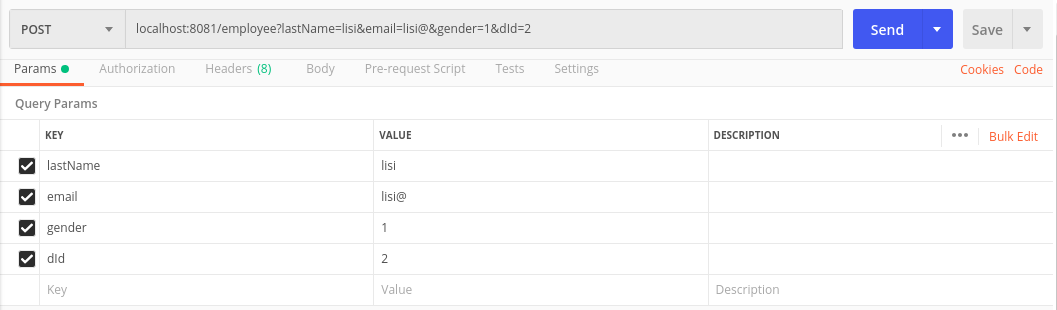 POST localhost:8081/employee?lastName=lisi&email=lisi@&gender=1&dId=2 Send Save
Params Authorization Headers (8) Body Pre-request Script Tests Settings Cookies Code
Query Params
KEY VALUE DESCRIPTION ••• Bulk Edit
lastName lisi
email lisi@
gender 1
dId 2
Key Value Description